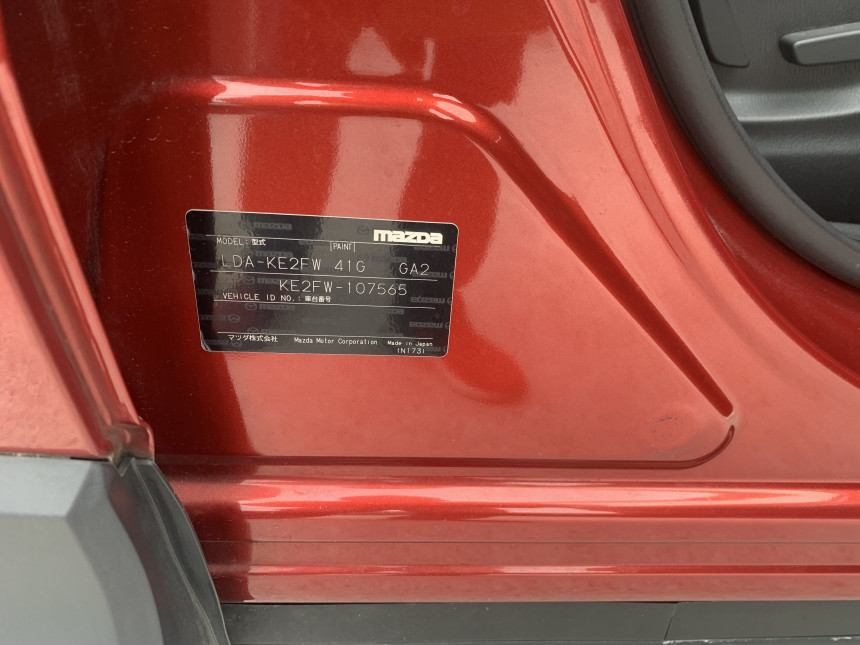 mazda
MODEL:型式 PAINT
LDA-KE2FW 41G GA2
KE2FW-107565
VEHICLE ID NO.:車台番号
マツダ株式会社 Mazda Motor Corporation Made in Japan
(N173)